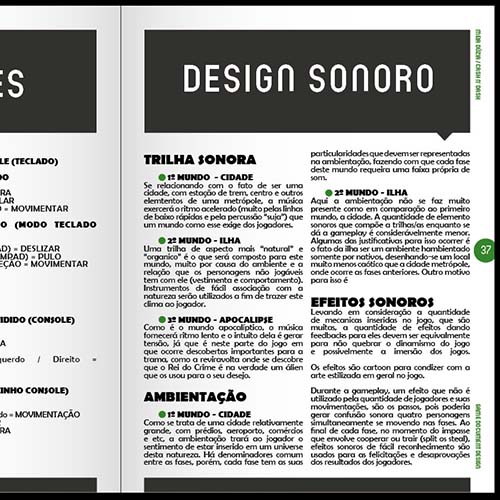 ES
LE (TECLADO)
DO
RA
LAR
O = MOVIMENTAR
O (MODO TECLADO
AD) = DESLIZAR
MPAD) = PULO
EÇÃO = MOVIMENTAR
IDIDO (CONSOLE)
A
querdo / Direito =
ZINHO CONSOLE)
do = MOVIMENTAÇÃO
RA
DESIGN SONORO
TRILHA SONORA
1º MUNDO - CIDADE
Se relacionando com o fato de ser uma
cidade, com estação de trem, centro e outros
elementos de uma metrópole, a música
exercerá o ritmo acelerado (muito pelas linhas
de baixo rápidas e pela percussão "suja") que
um mundo como esse exige dos jogadores.
2º MUNDO - ILHA
Uma trilha de aspecto mais "natural" e
"organico" é o que será composto para este
mundo, muito por causa do ambiente e a
relação que os personagens não jogáveis
tem com ele (vestimenta e comportamento).
Instrumentos de fácil associação com a
natureza serão utilizados a fim de trazer este
clima ao jogador.
3º MUNDO - APOCALIPSE
Como é o mundo apocalíptico, o música
fornecerá ritmo lento e o intuito dela é gerar
tensão, já que é neste parte do jogo em
que ocorre descobertas importantes para a
trama, como a reviravolta onde se descobre
que o Rei do Crime é na verdade um álien
que os usou para o seu desejo.
AMBIENTAÇÃO
1º MUNDO - CIDADE
Como se trata de uma cidade relativamente
grande, com prédios, aeroporto, comércios
e etc, a ambientação trará ao jogador o
sentimento de estar inserido em um universo
desta natureza. Há denominadores comum
entre as fases, porém, cada fase tem as suas
particularidades que devem ser representadas
na ambientação, fazendo com que cada fase
deste mundo requeira uma faixa própria de
som.
2º MUNDO - ILHA
Aqui a ambientação não se faz muito
presente como em comparação ao primeiro
mundo, a cidade. A quantidade de elemento
sonoros que compõe a trilhas/as enquanto se
dá a gameplay é consideravelmente menor.
Algumas das justificativas para isso ocorrer é
o fato da ilha ser um ambiente hambientado
somente por nativos, desenhando-se um local
muito menos caótico que a cidade metrópole,
onde ocorre as fases anteriores. Outro motivo
para isso é
EFEITOS SONOROS
Levando em consideração a quantidade
de mecanicas inseridas no jogo, que são
muitas, a quantidade de efeitos dando
feedbacks para eles devem ser equivalmente
para não quebrar o dinamismo do jogo
e possivelmente a imersão dos jogos.
Os efeitos são cartoon para condizer com a
arte estilizada em geral no jogo.
Durante a gameplay, um efeito que não é
utilizado pela quantidade de jogadores e suas
movimentações, são os passos, pois poderia
gerar confusão sonora quatro personagens
simultaneamente se movendo nas fases. Ao
final de cada fase, no momento do impasse
que envolve cooperar ou trair (split os steal),
efeitos sonoros de fácil reconhecimento são
usados para as felicitações e desaprovações
dos resultados dos jogadores.
37
GAME DOCUMENT DESIGN